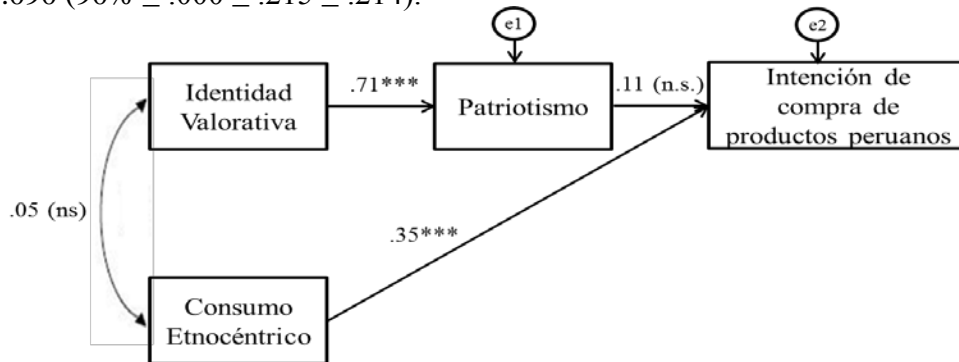 e1
e2
Identidad
Valorativa
.71***
Patriotismo
.11 (n.s.)
Intención de
compra de
productos peruanos
.05 (ns)
.35***
Consumo
Etnocéntrico